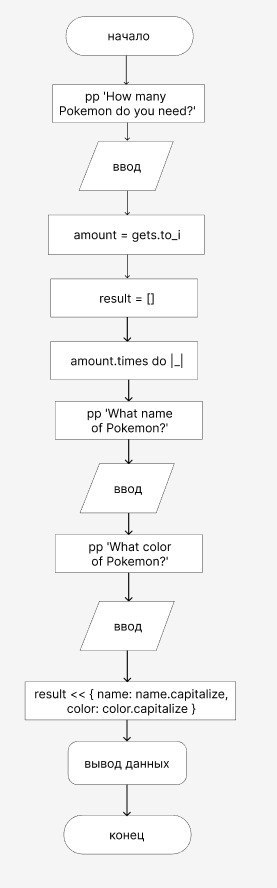 начало
pp 'How many
Pokemon do you need?'
ввод
amount = gets.to_i
result = []
amount.times do |_|
pp 'What name
of Pokemon?'
ввод
pp 'What color
of Pokemon?'
ввод
result << { name: name.capitalize,
color: color.capitalize }
вывод данных
конец